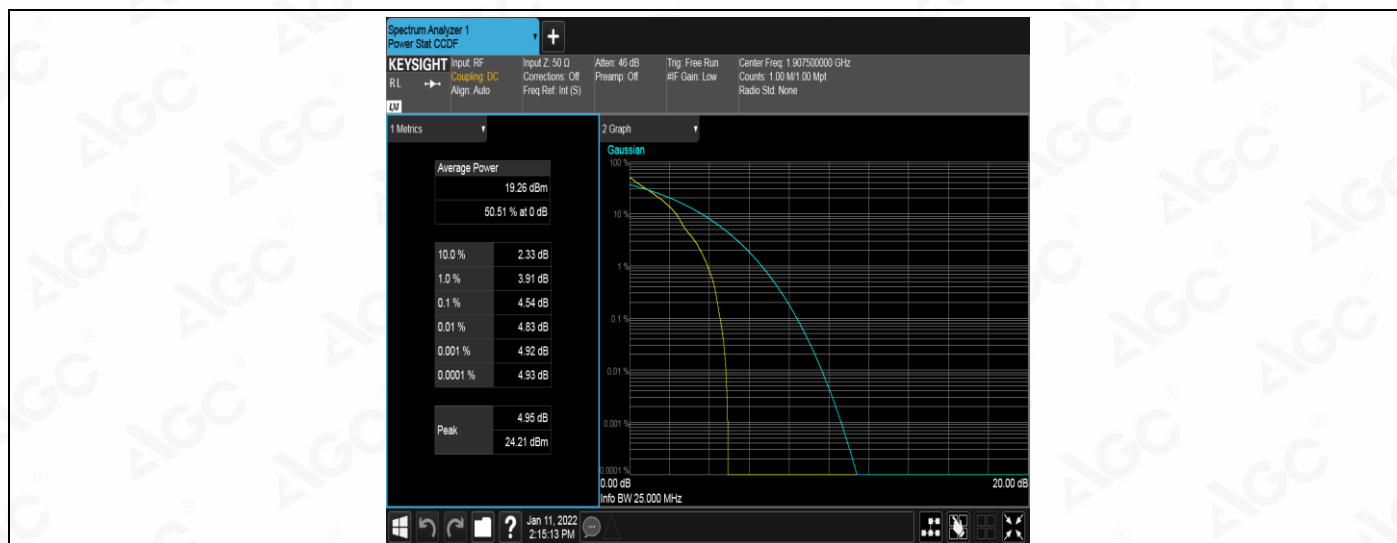 Spectrum Analyzer 1
Power Stat CCDF
KEYSIGHT
Input: RF
Input Z: 50 Ω
Atten: 46 dB
Trig: Free Run
Center Freq: 1.907500000 GHz
RL
Coupling: DC
Corrections: Off
Preamp: Off
#IF Gain: Low
Counts: 1.00 M/1.00 Mpt
Align: Auto
Freq Ref: Int (S)
Radio Std: None
LXI
1 Metrics
Average Power
19.26 dBm
50.51 % at 0 dB
10.0 % 2.33 dB
1.0 % 3.91 dB
0.1 % 4.54 dB
0.01 % 4.83 dB
0.001 % 4.92 dB
0.0001 % 4.93 dB
Peak
4.95 dB
24.21 dBm
2 Graph
Gaussian
100 %
10 %
1 %
0.1 %
0.01 %
0.001 %
0.0001 %
0.00 dB
20.00 dB
Info BW 25.000 MHz
Jan 11, 2022
2:15:13 PM
AGC